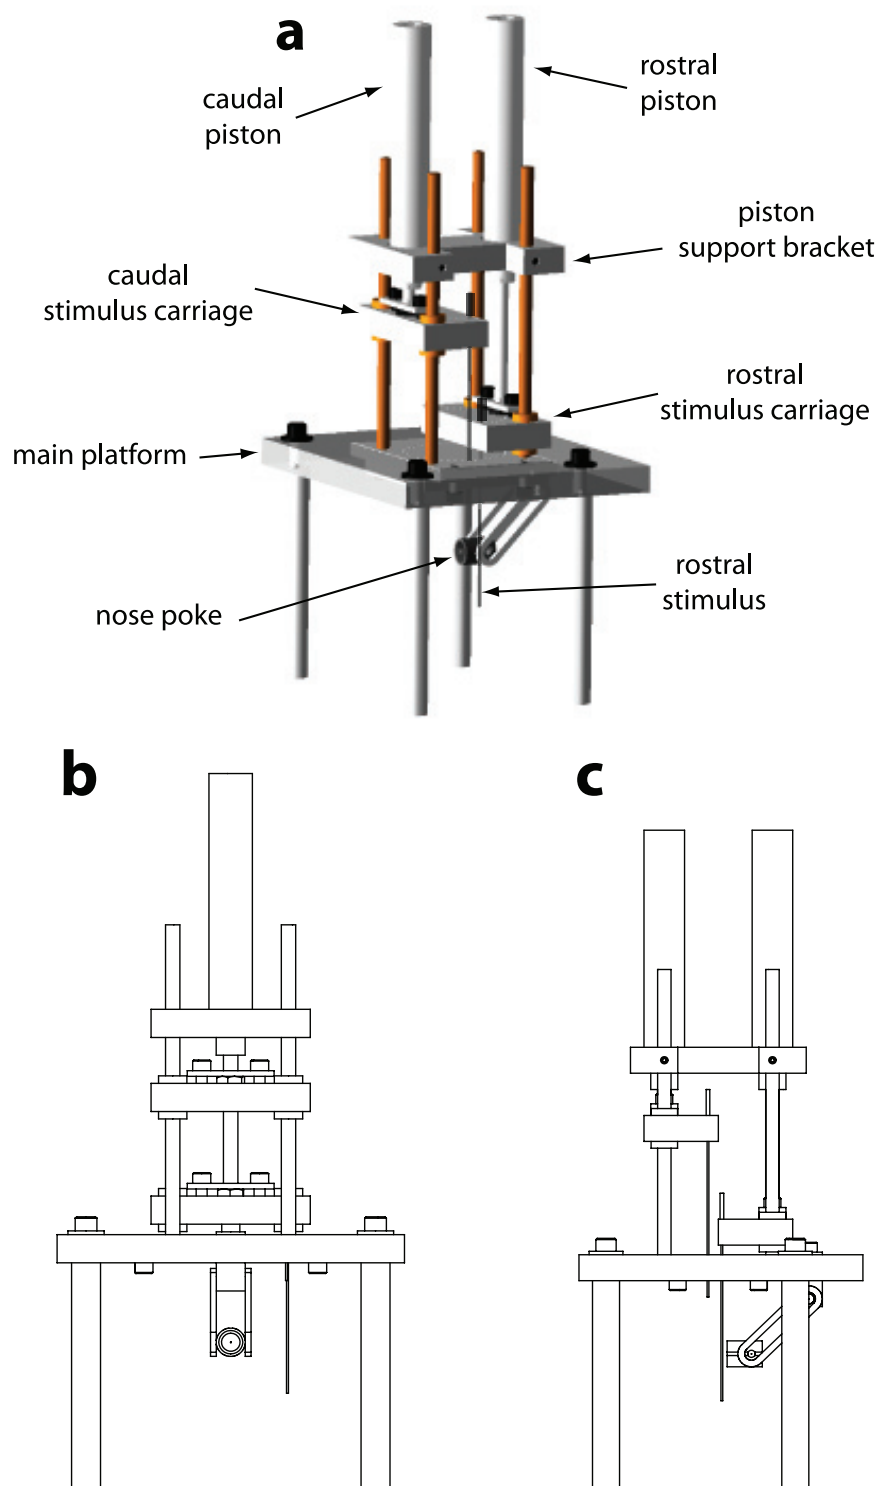 a
caudal
piston
rostral
piston
piston
support bracket
caudal
stimulus carriage
rostral
stimulus carriage
main platform
nose poke
rostral
stimulus
b
c